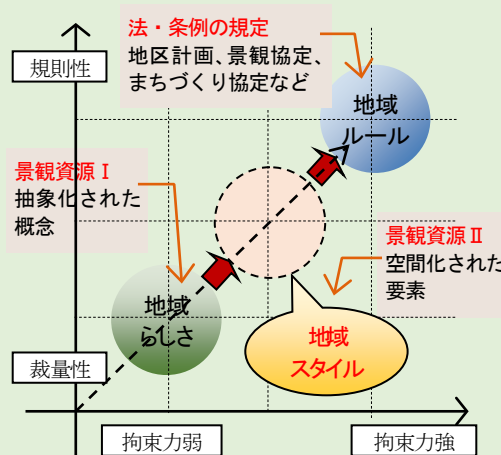 法・条例の規定
地区計画、景観協定、
まちづくり協定など
規則性
地域
ルール
景観資源Ⅰ
抽象化された
概念
景観資源Ⅱ
空間化された
要素
地域
らしさ
地域
スタイル
裁量性
拘束力弱
拘束力強